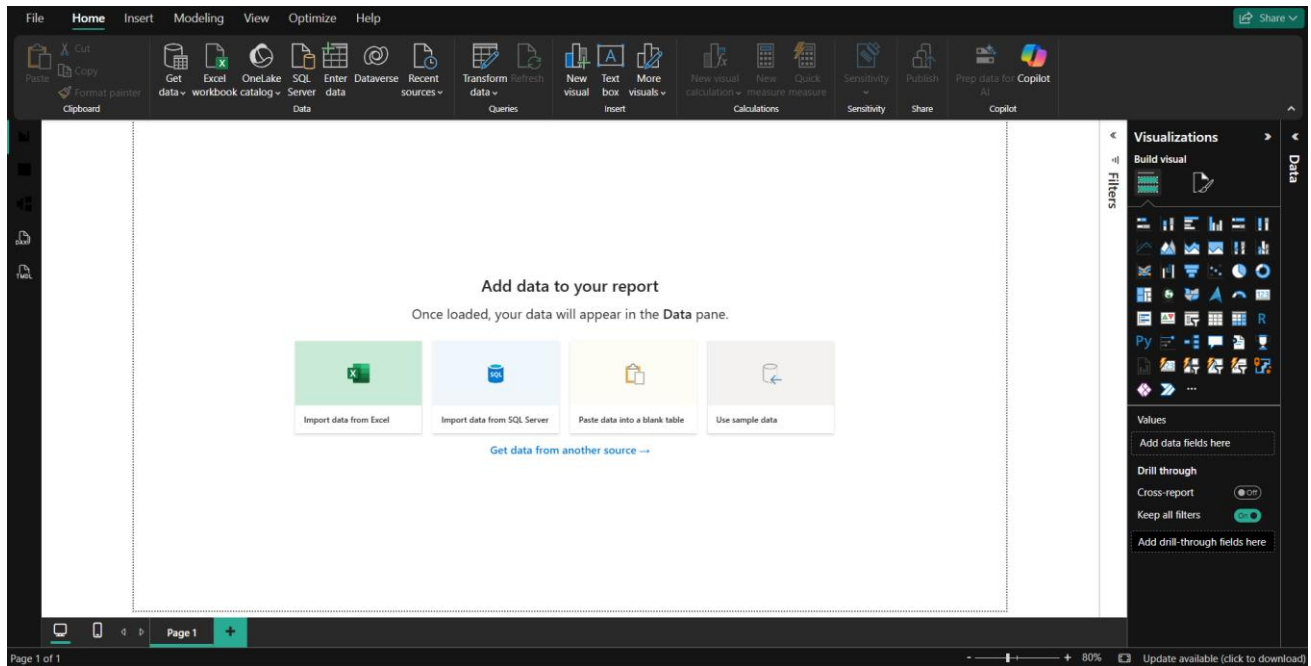 File Home Insert Modeling View Optimize Help
Share
Paste
Cut
Copy
Format painter
Clipboard
Get data
Excel workbook
OneLake catalog
SQL Server
Enter data
Dataverse
Recent sources
Data
Transform data
Refresh
Queries
New visual
Text box
More visuals
Insert
New visual calculation
New measure
Quick measure
Calculations
Sensitivity
Sensitivity
Publish
Share
Prep data for AI
Copilot
Copilot
DAX
TMDL
Add data to your report
Once loaded, your data will appear in the Data pane.
SQL
Import data from Excel
Import data from SQL Server
Paste data into a blank table
Use sample data
Get data from another source →
Filters
Visualizations
Build visual
123
R
Py
Values
Add data fields here
Drill through
Cross-report
Off
Keep all filters
On
Add drill-through fields here
Data
Page 1
+
Page 1 of 1
- + 80%
Update available (click to download)